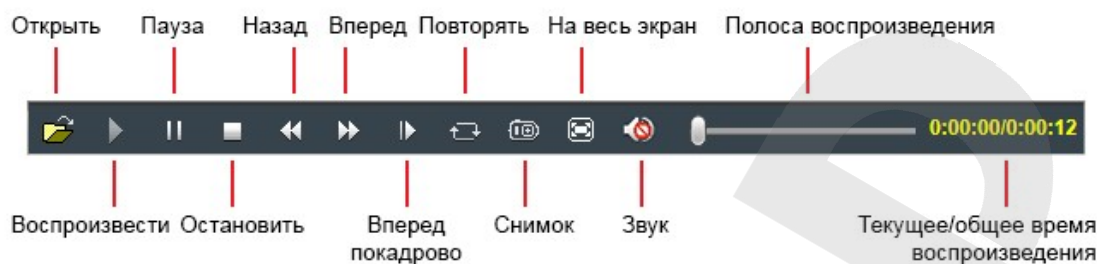 Открыть Пауза Назад Вперед Повторять На весь экран Полоса воспроизведения
0:00:00/0:00:12
Воспроизвести Остановить Вперед покадрово Снимок Звук Текущее/общее время воспроизведения